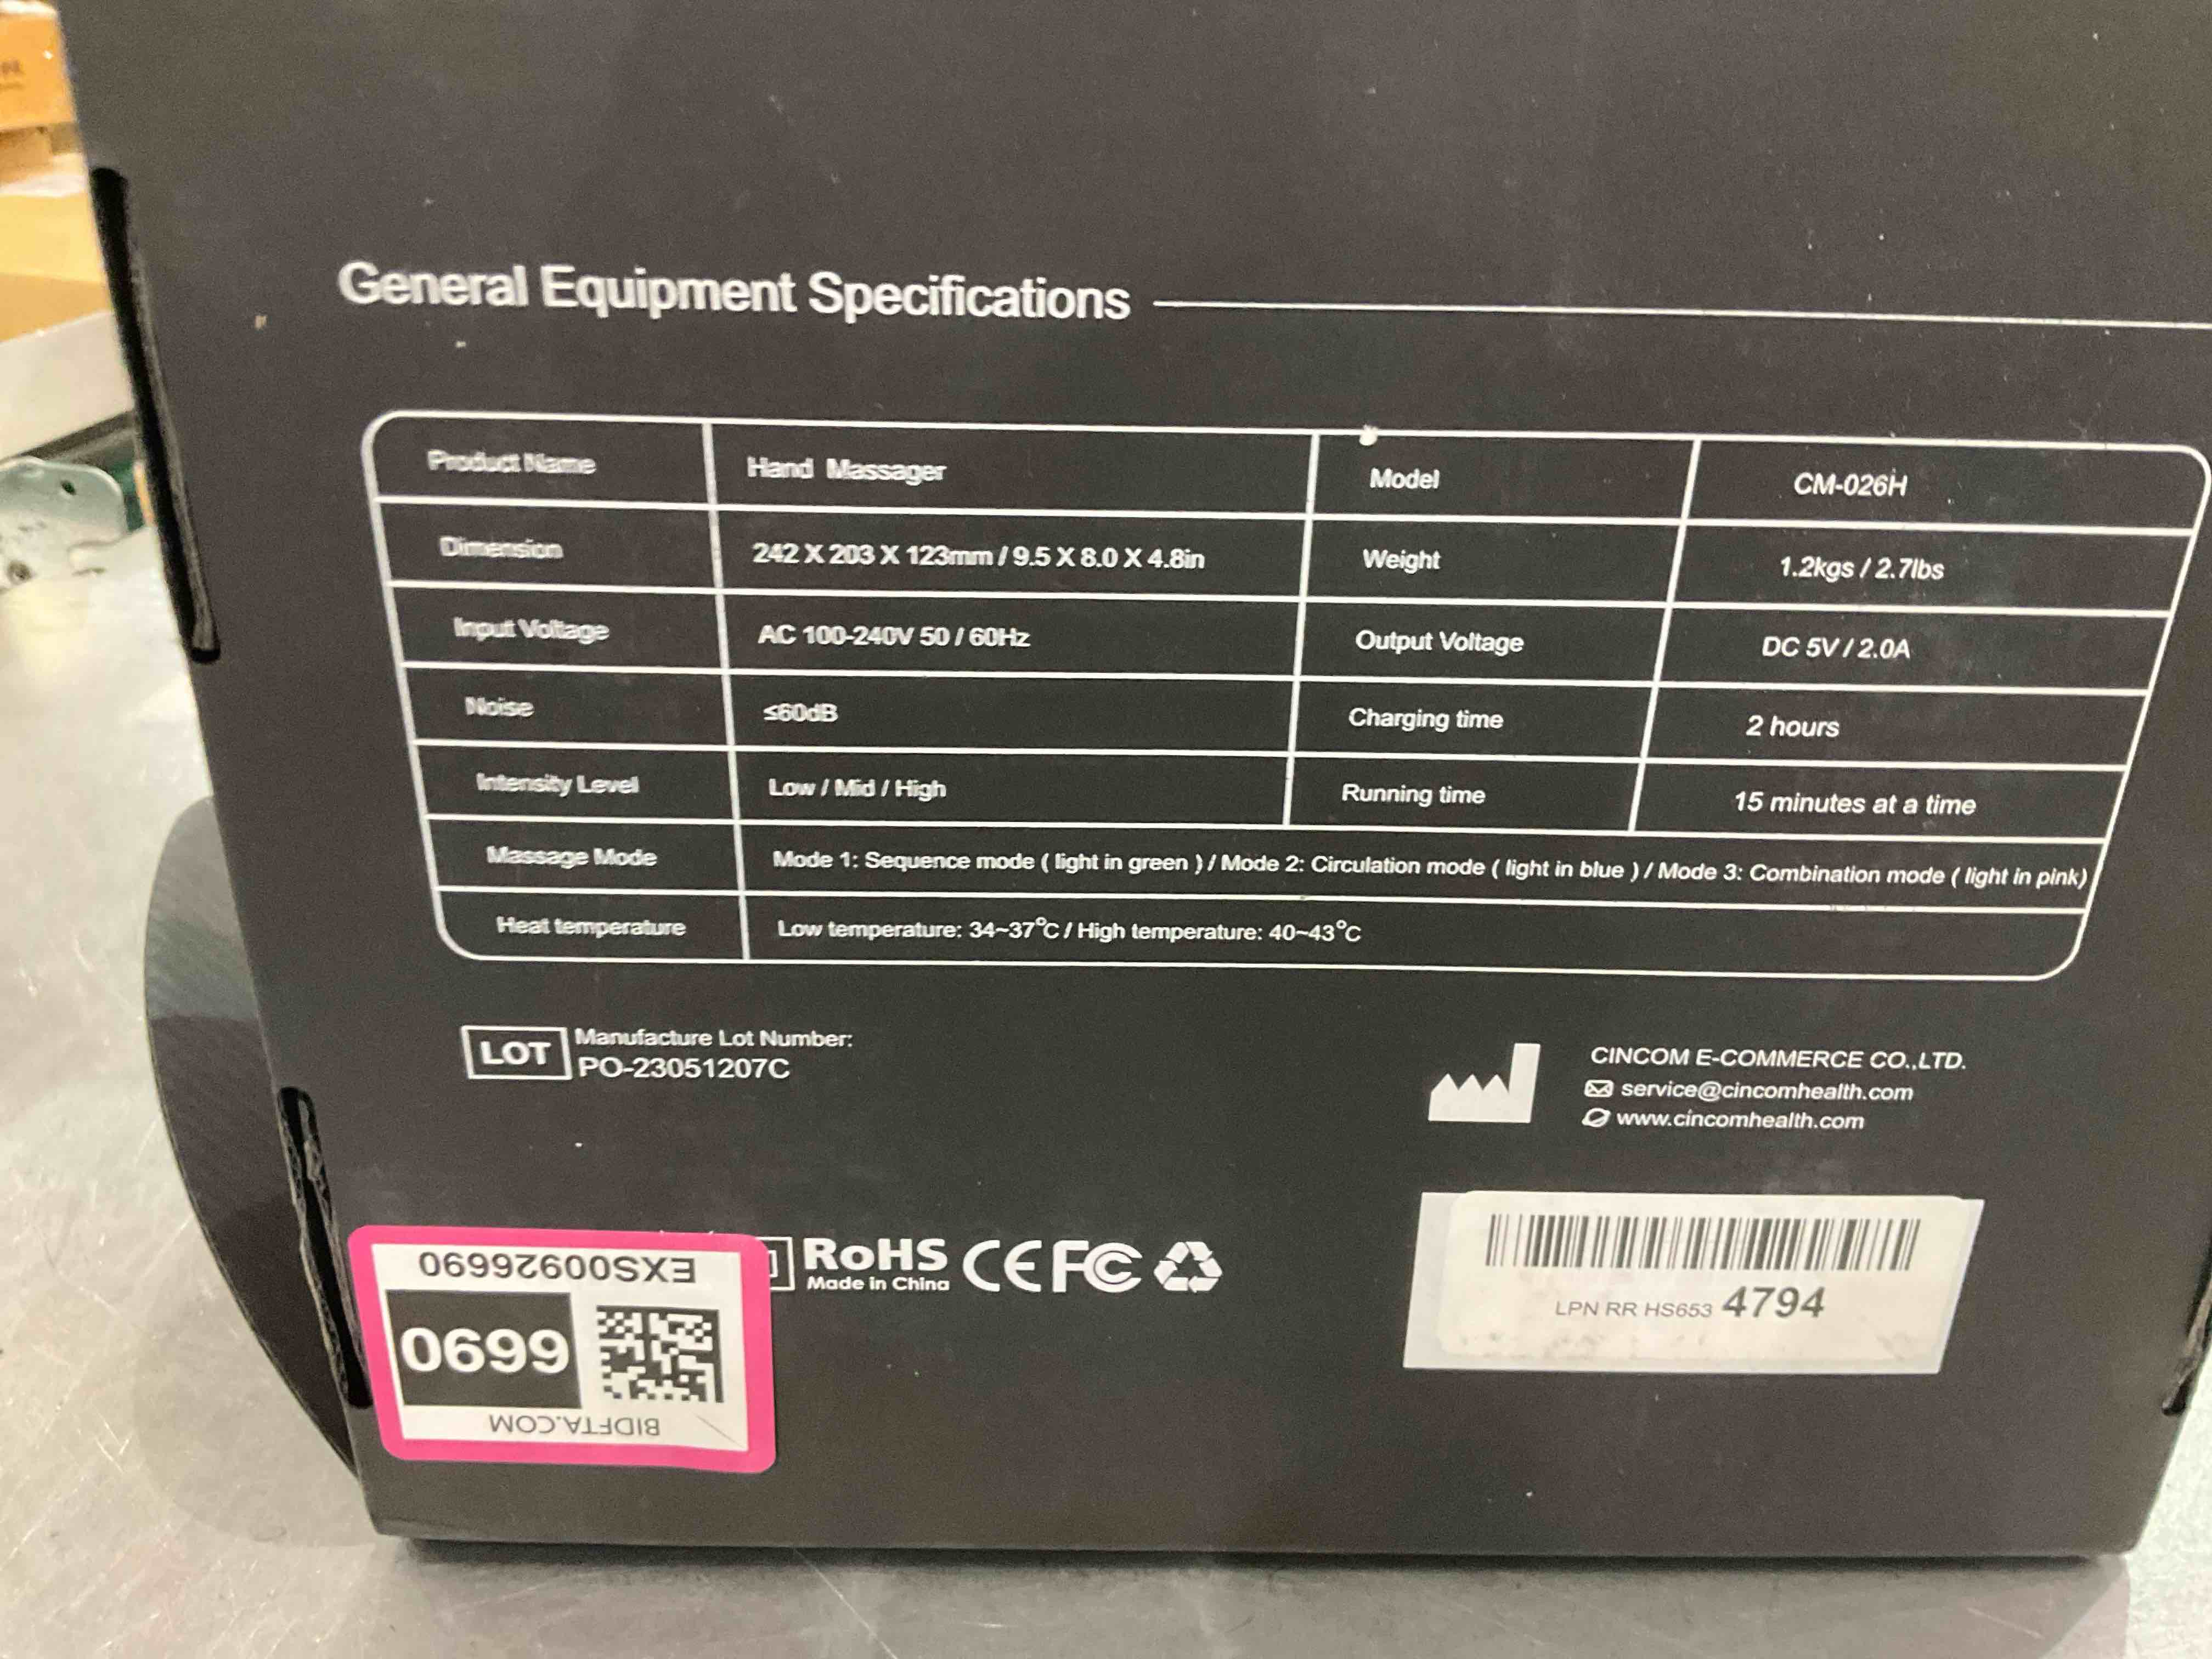 General Equipment Specifications
Product Name Hand Massager Model CM-026H
Dimension 242 X 203 X 123mm / 9.5 X 8.0 X 4.8in Weight 1.2kgs / 2.7lbs
Input Voltage AC 100-240V 50 / 60Hz Output Voltage DC 5V / 2.0A
Noise ≤60dB Charging time 2 hours
Intensity Level Low / Mid / High Running time 15 minutes at a time
Massage Mode Mode 1: Sequence mode ( light in green ) / Mode 2: Circulation mode ( light in blue ) / Mode 3: Combination mode ( light in pink)
Heat temperature Low temperature: 34~37°C / High temperature: 40~43°C
LOT Manufacture Lot Number:
PO-23051207C
CINCOM E-COMMERCE CO.,LTD.
service@cincomhealth.com
www.cincomhealth.com
RoHS CE FC
Made in China
LPN RR HS653 4794
BIDFTA.COM
6690
EXS00926690